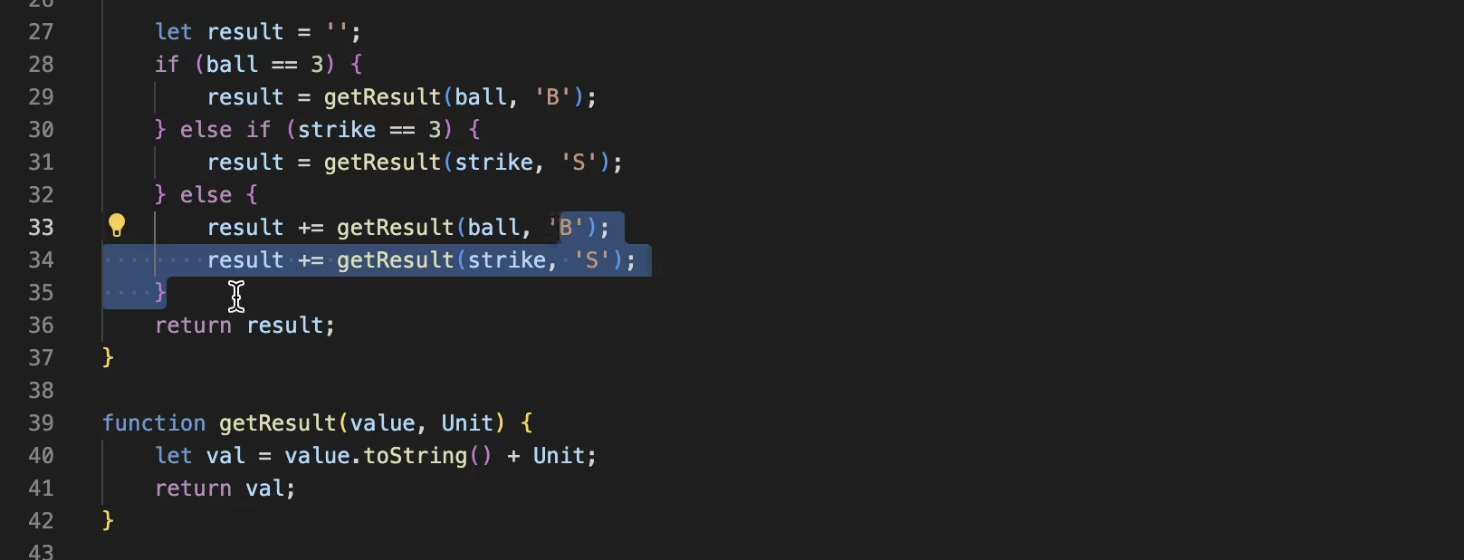 26
27 let result = '';
28 if (ball == 3) {
29 result = getResult(ball, 'B');
30 } else if (strike == 3) {
31 result = getResult(strike, 'S');
32 } else {
33 result += getResult(ball, 'B');
34 result += getResult(strike, 'S');
35 }
36 return result;
37 }
38
39 function getResult(value, Unit) {
40 let val = value.toString() + Unit;
41 return val;
42 }
43